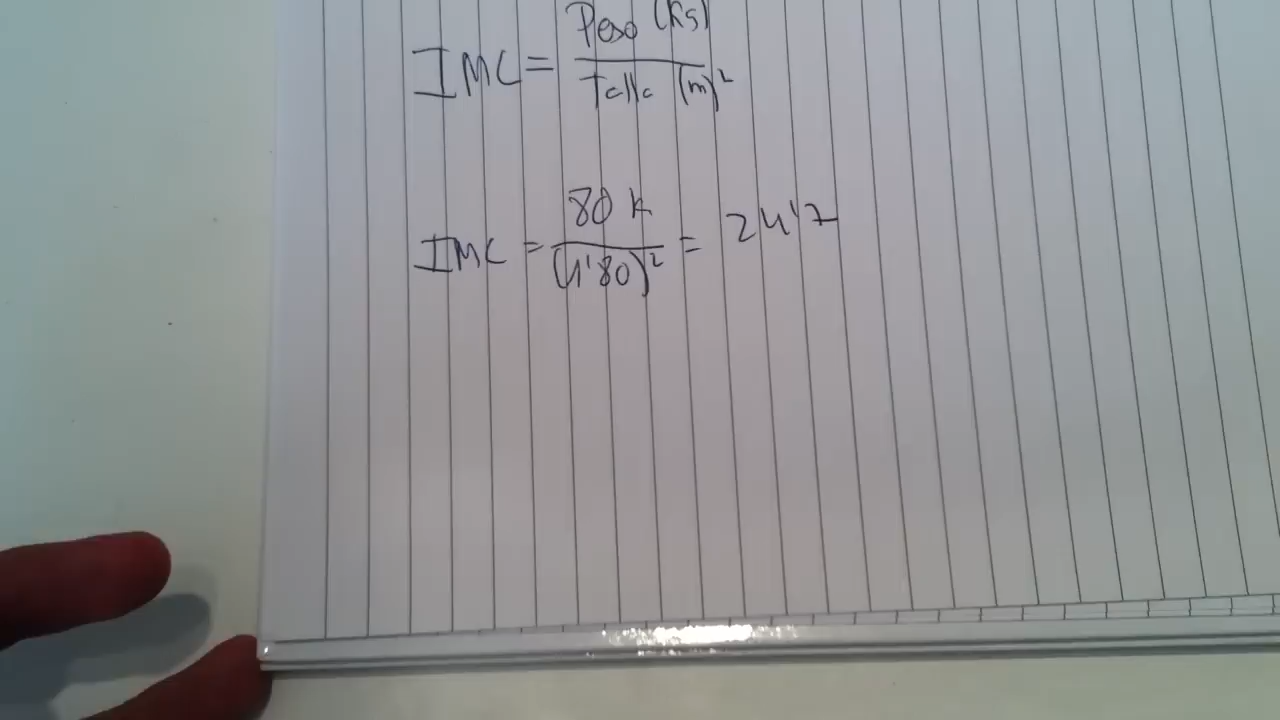 IMC = Peso (Kg) / Talla (m)²
IMC = 80 k / (1'80)² = 24'7